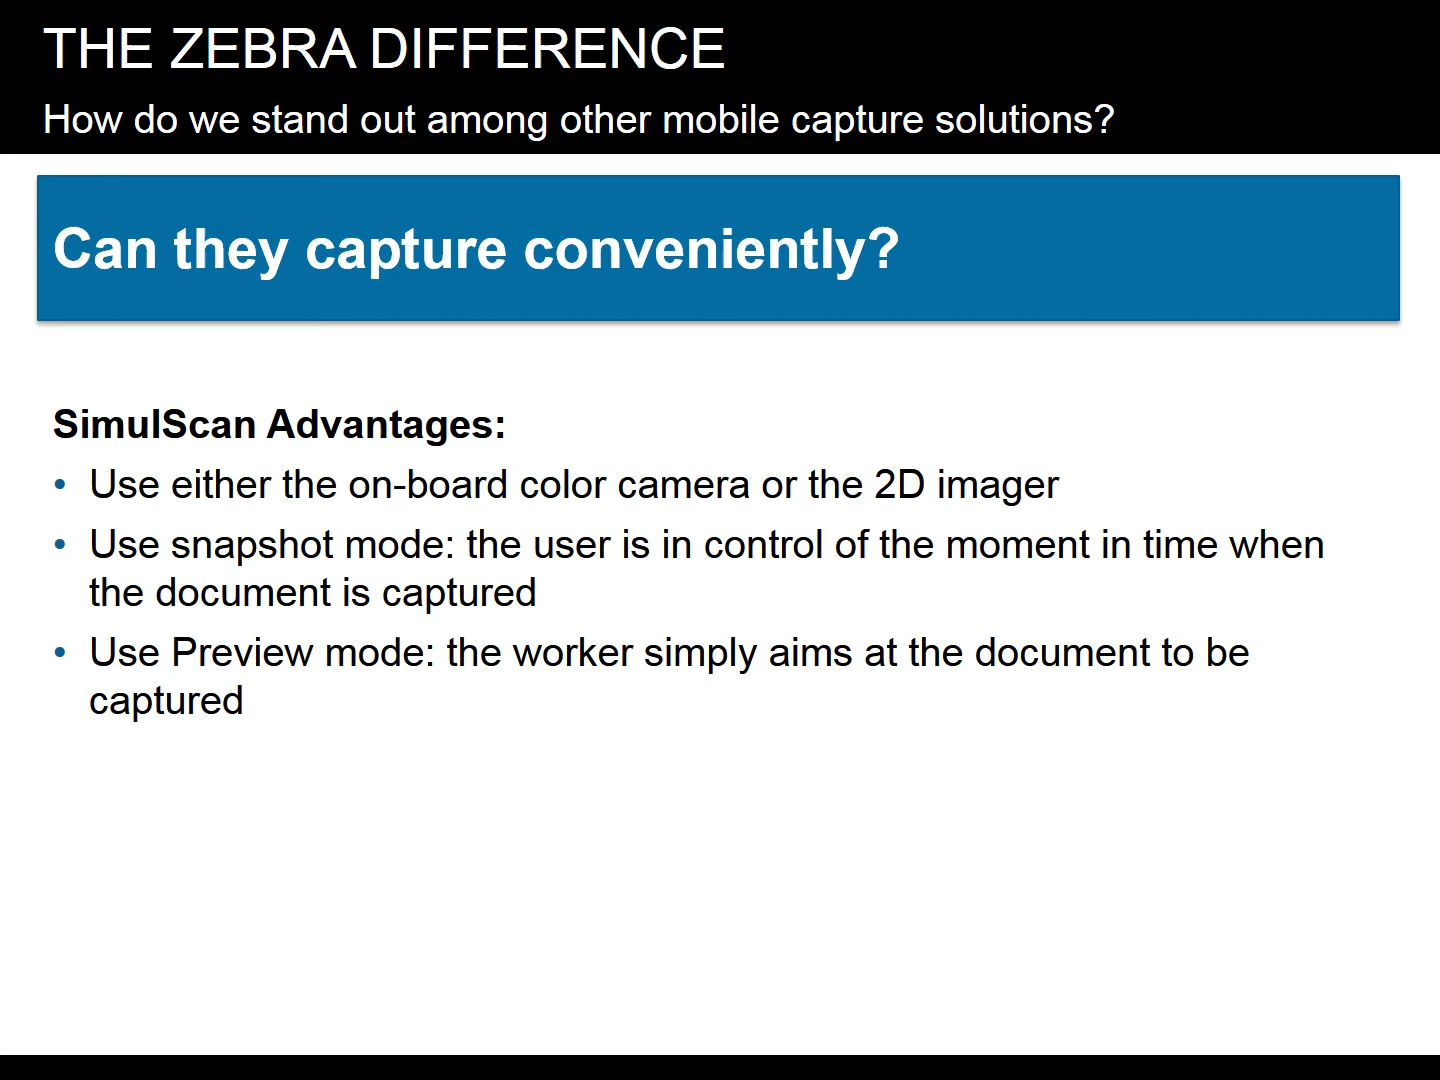 THE ZEBRA DIFFERENCE
How do we stand out among other mobile capture solutions?
Can they capture conveniently?
SimulScan Advantages:
• Use either the on-board color camera or the 2D imager
• Use snapshot mode: the user is in control of the moment in time when
the document is captured
• Use Preview mode: the worker simply aims at the document to be
captured